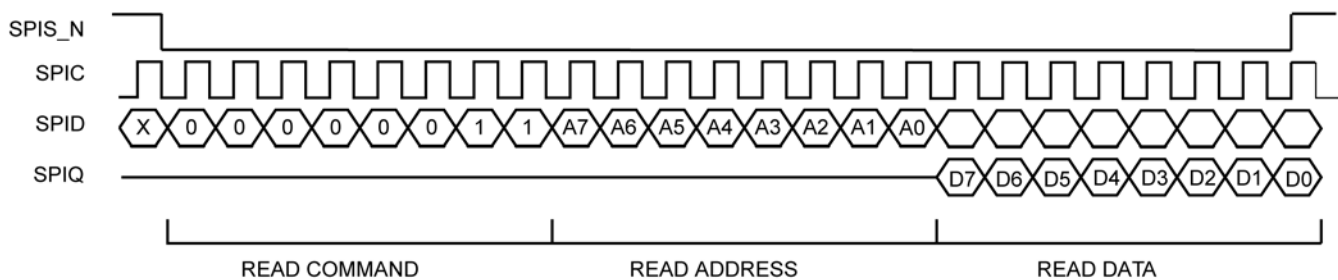 SPIS_N
SPIC
SPID X 0 0 0 0 0 0 1 1 A7 A6 A5 A4 A3 A2 A1 A0
SPIQ D7 D6 D5 D4 D3 D2 D1 D0
READ COMMAND READ ADDRESS READ DATA